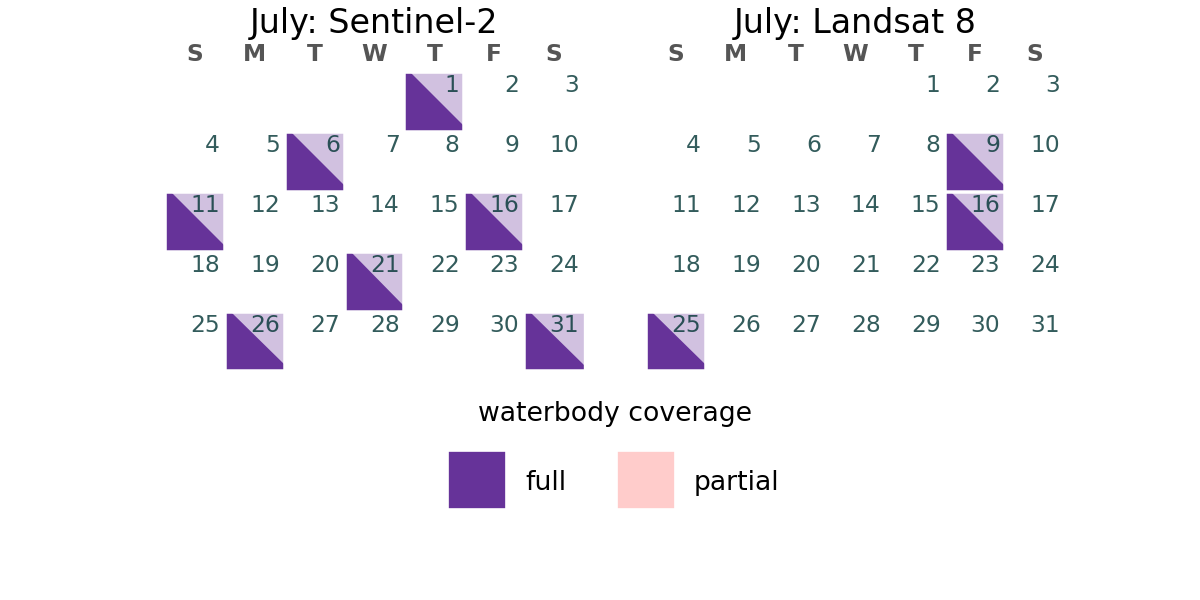 July: Sentinel-2
S M T W T F S
1 2 3
4 5 6 7 8 9 10
11 12 13 14 15 16 17
18 19 20 21 22 23 24
25 26 27 28 29 30 31
July: Landsat 8
S M T W T F S
1 2 3
4 5 6 7 8 9 10
11 12 13 14 15 16 17
18 19 20 21 22 23 24
25 26 27 28 29 30 31
waterbody coverage
full partial